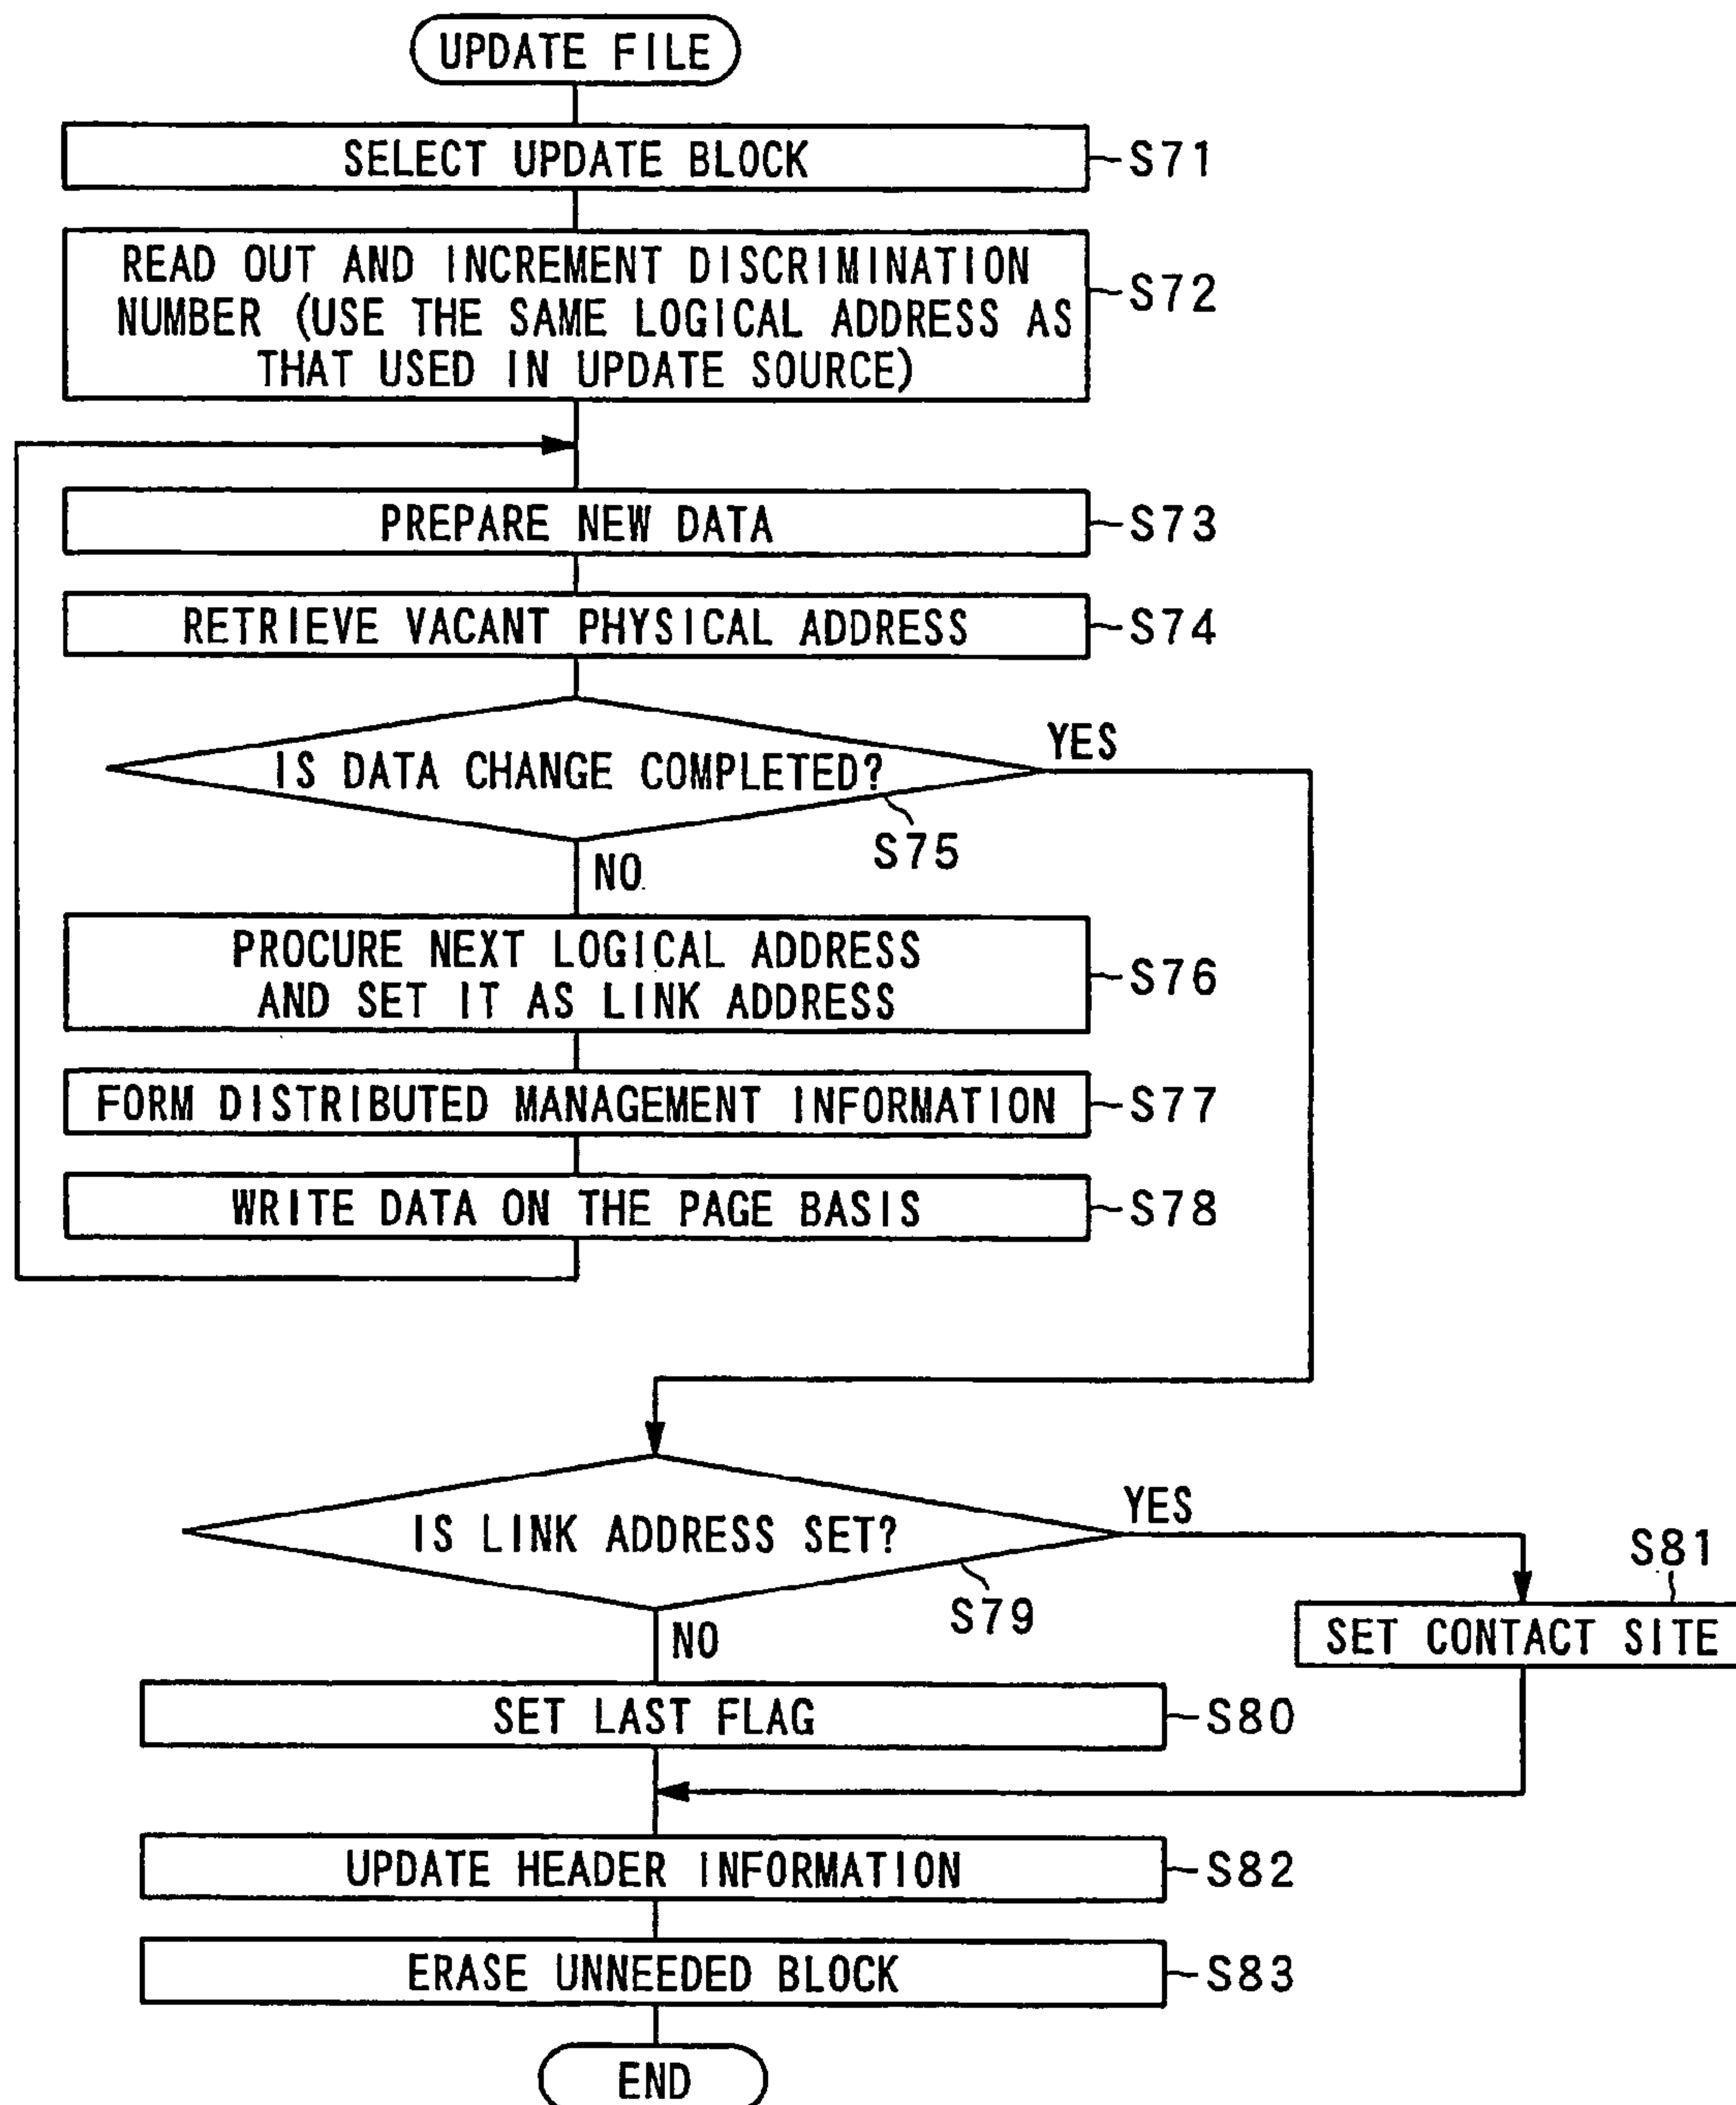 UPDATE FILE
SELECT UPDATE BLOCK
S71
READ OUT AND INCREMENT DISCRIMINATION
NUMBER (USE THE SAME LOGICAL ADDRESS AS
THAT USED IN UPDATE SOURCE)
S72
PREPARE NEW DATA
S73
RETRIEVE VACANT PHYSICAL ADDRESS
S74
IS DATA CHANGE COMPLETED?
YES
S75
NO
PROCURE NEXT LOGICAL ADDRESS
AND SET IT AS LINK ADDRESS
S76
FORM DISTRIBUTED MANAGEMENT INFORMATION
S77
WRITE DATA ON THE PAGE BASIS
S78
IS LINK ADDRESS SET?
YES
S79
NO
S81
SET CONTACT SITE
SET LAST FLAG
S80
UPDATE HEADER INFORMATION
S82
ERASE UNNEEDED BLOCK
S83
END